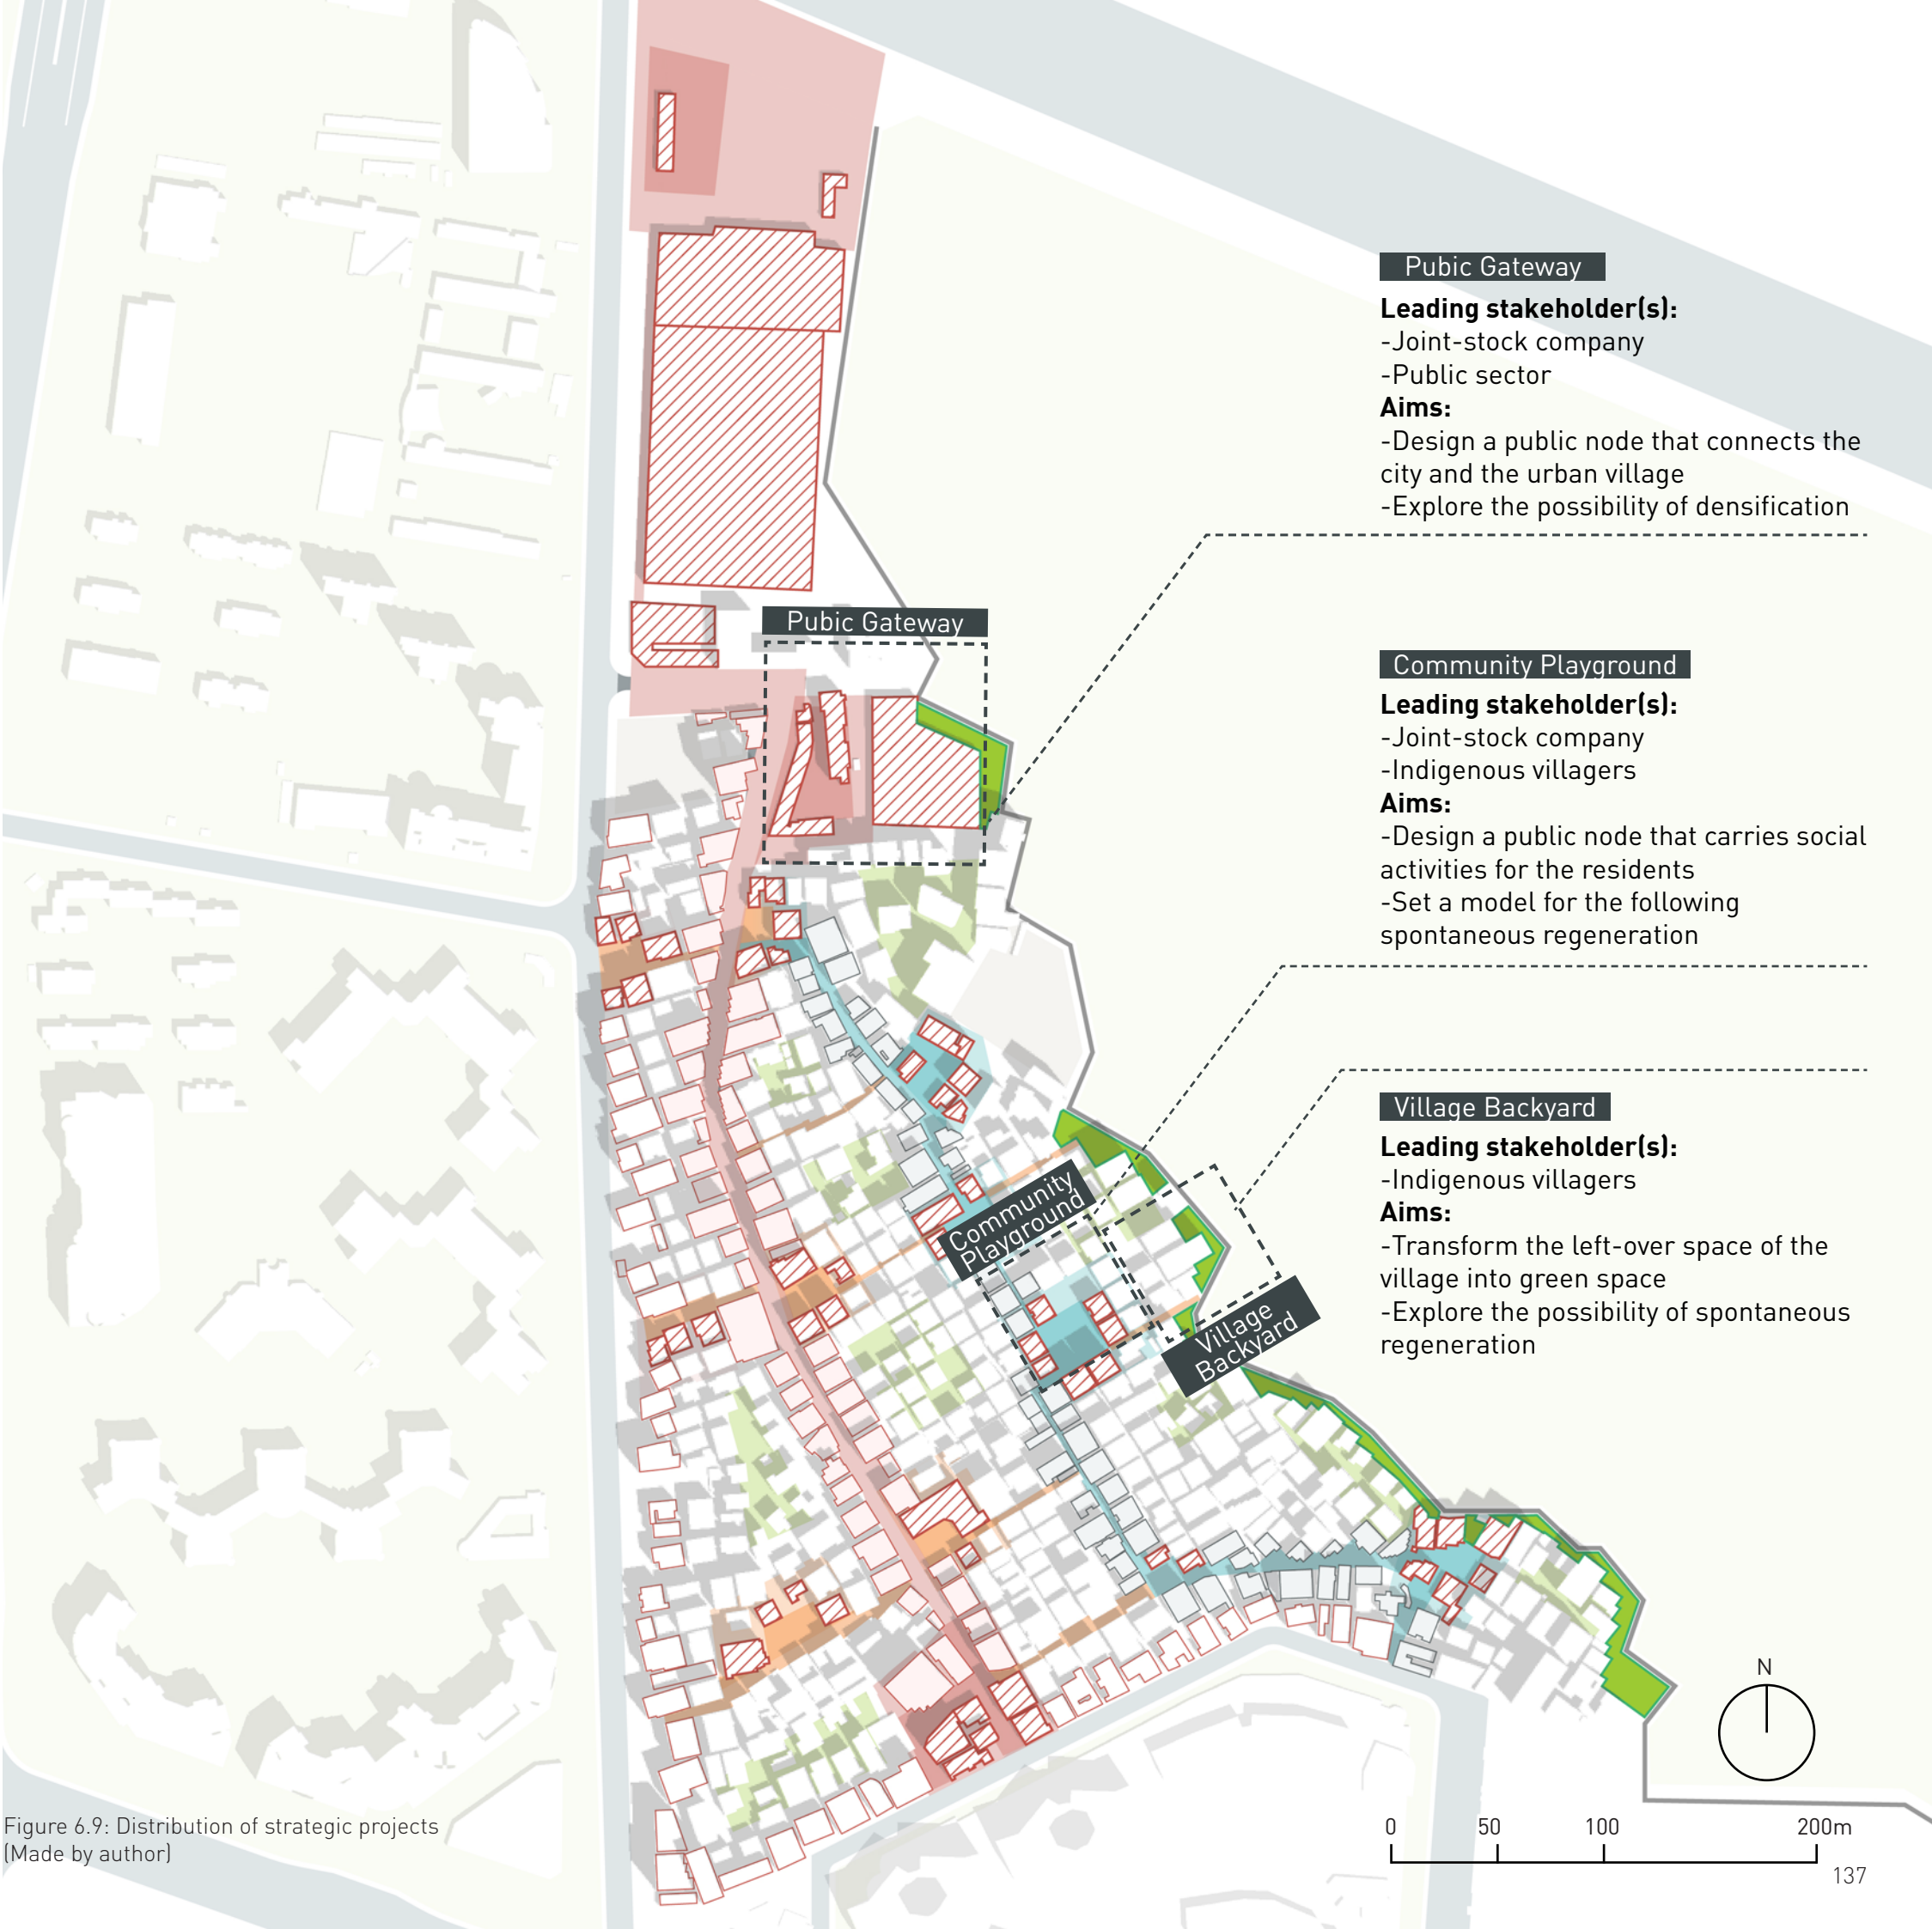 Pubic Gateway
Leading stakeholder(s):
-Joint-stock company
-Public sector
Aims:
-Design a public node that connects the
city and the urban village
-Explore the possibility of densification
Pubic Gateway
Community Playground
Leading stakeholder(s):
-Joint-stock company
-Indigenous villagers
Aims:
-Design a public node that carries social
activities for the residents
-Set a model for the following
spontaneous regeneration
Village Backyard
Leading stakeholder(s):
-Indigenous villagers
Aims:
-Transform the left-over space of the
village into green space
-Explore the possibility of spontaneous
regeneration
Community
Playground
Village
Backyard
N
0 50 100 200m
Figure 6.9: Distribution of strategic projects
(Made by author)
137